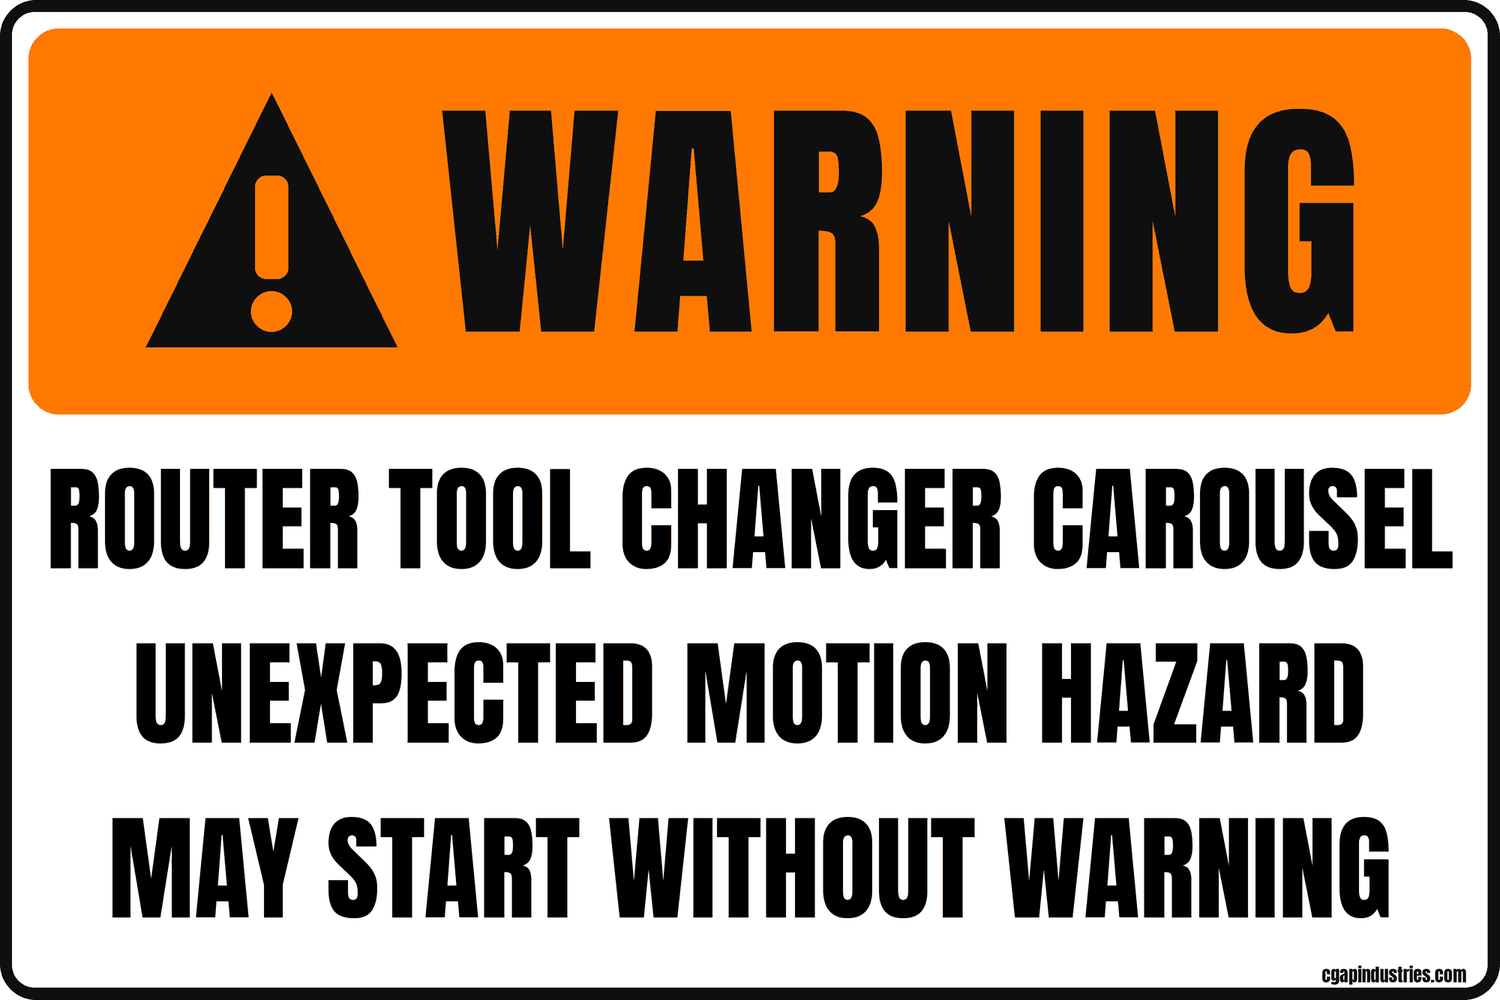 WARNING
ROUTER TOOL CHANGER CAROUSEL
UNEXPECTED MOTION HAZARD
MAY START WITHOUT WARNING
cgapindustries.com